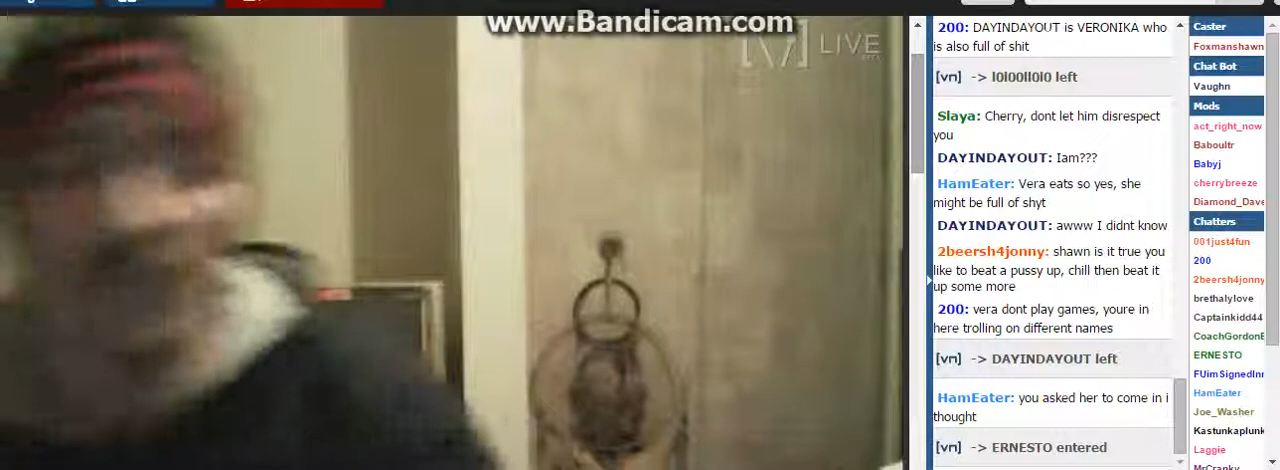 www.Bandicam.com
[V] LIVE
200: DAYINDAYOUT is VERONIKA who
is also full of shit
[vn] -> l0l00ll0l0 left
Slaya: Cherry, dont let him disrespect
you
DAYINDAYOUT: Iam???
HamEater: Vera eats so yes, she
might be full of shyt
DAYINDAYOUT: awww I didnt know
2beersh4jonny: shawn is it true you
like to beat a pussy up, chill then beat it
up some more
200: vera dont play games, youre in
here trolling on different names
[vn] -> DAYINDAYOUT left
HamEater: you asked her to come in i
thought
[vn] -> ERNESTO entered
Caster
Foxmanshawn
Chat Bot
Vaughn
Mods
act_right_now
Baboultr
Babyj
cherrybreeze
Diamond_Dave
Chatters
001just4fun
200
2beersh4jonny
brethalylove
Captainkidd44
CoachGordonE
ERNESTO
FUimSignedInn
HamEater
Joe_Washer
Kastunkaplunk
Laggie
MrCranky